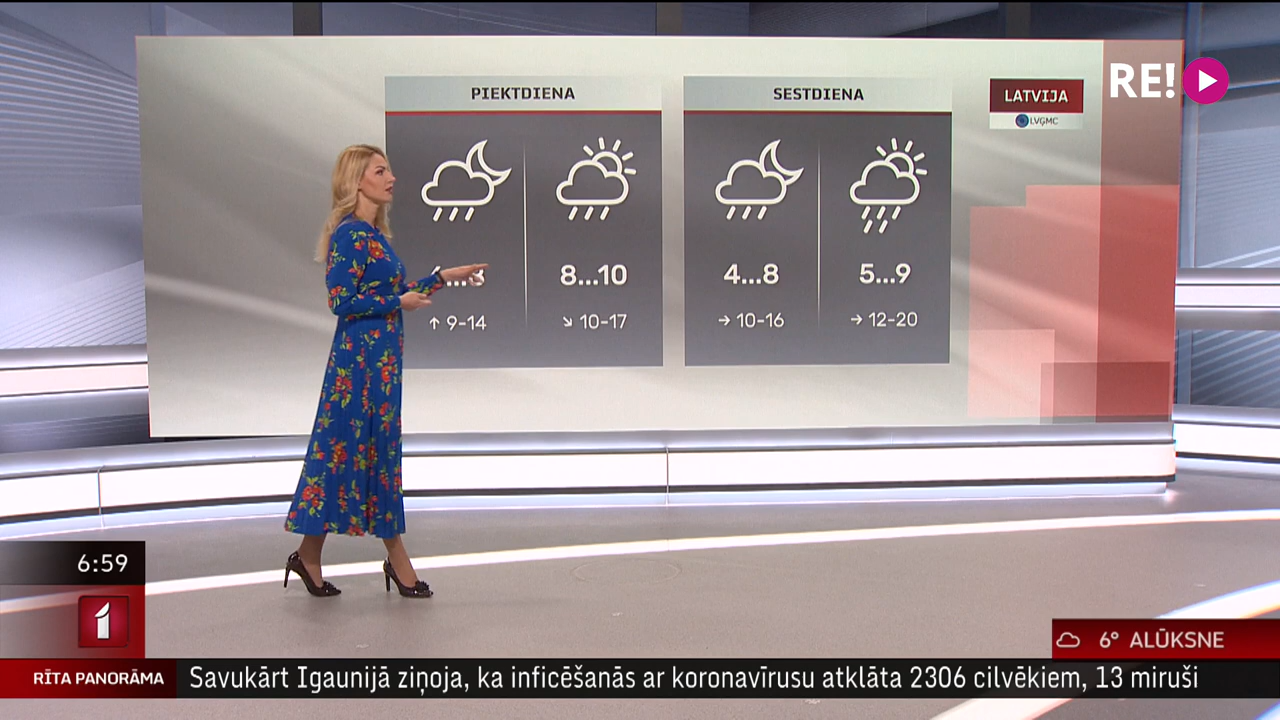 PIEKTDIENA
8...10
↑ 9-14
↘ 10-17
SESTDIENA
4...8
5...9
→ 10-16
→ 12-20
LATVIJA
LVĢMC
RE!
6:59
1
6° ALŪKSNE
RĪTA PANORĀMA
Savukārt Igaunijā ziņoja, ka inficēšanās ar koronavīrusu atklāta 2306 cilvēkiem, 13 miruši